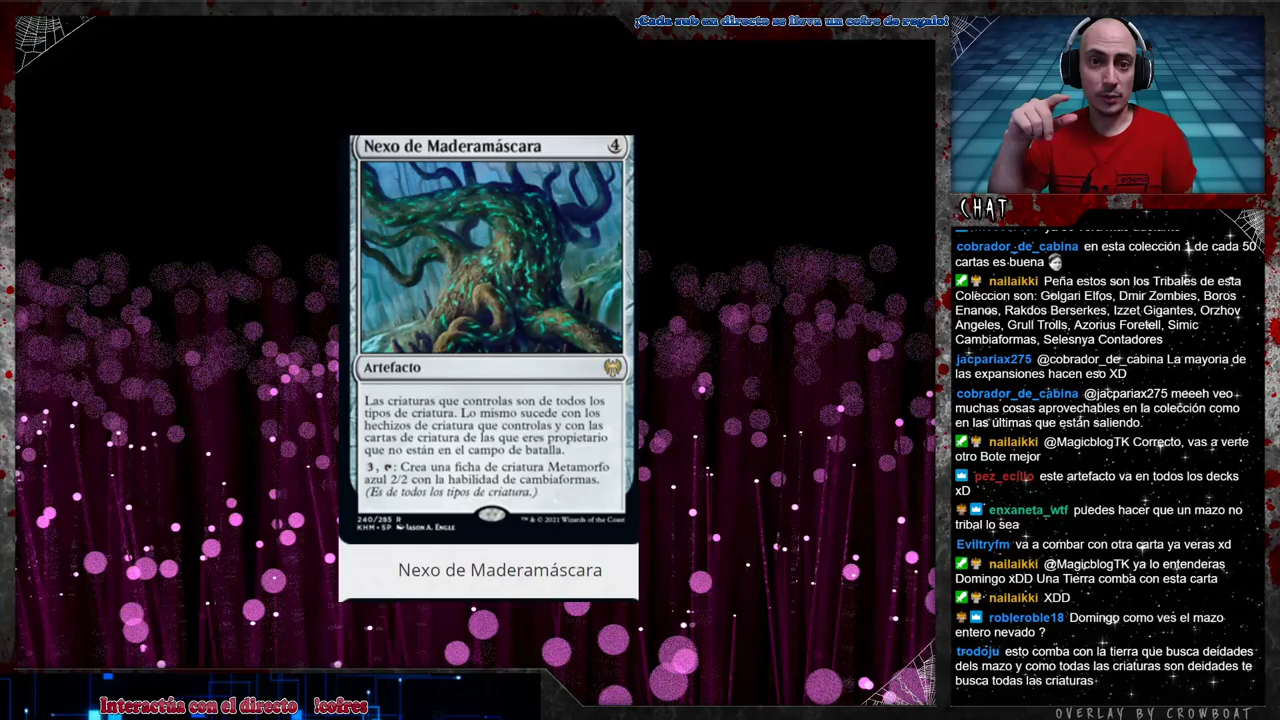 ¡Cada sub en directo se lleva un cofre de regalo!
Nexo de Maderamáscara 4
Artefacto
Las criaturas que controlas son de todos los
tipos de criatura. Lo mismo sucede con los
hechizos de criatura que controlas y con las
cartas de criatura de las que eres propietario
que no están en el campo de batalla.
3, : Crea una ficha de criatura Metamorfo
azul 2/2 con la habilidad de cambiaformas.
(Es de todos los tipos de criatura.)
240/285 R
KHM • SP Jason A. Engle
™ & © 2021 Wizards of the Coast
Nexo de Maderamáscara
CHAT
cobrador_de_cabina en esta colección 1 de cada 50
cartas es buena
nailaikki Peña estos son los Tribales de esta
Coleccion son: Golgari Elfos, Dmir Zombies, Boros
Enanos, Rakdos Berserkes, Izzet Gigantes, Orzhov
Angeles, Grull Trolls, Azorius Foretell, Simic
Cambiaformas, Selesnya Contadores
jacpariax275 @cobrador_de_cabina La mayoria de
las expansiones hacen eso XD
cobrador_de_cabina @jacpariax275 meeeh veo
muchas cosas aprovechables en la colección como
en las últimas que están saliendo.
nailaikki @MagicblogTK Correcto, vas a verte
otro Bote mejor
pez_ecillo este artefacto va en todos los decks
xD
enxaneta_wtf puedes hacer que un mazo no
tribal lo sea
Eviltryfm va a combar con otra carta ya veras xd
nailaikki @MagicblogTK ya lo entenderas
Domingo xDD Una Tierra comba con esta carta
nailaikki XDD
robleroble18 Domingo como ves el mazo
entero nevado ?
trodoju esto comba con la tierra que busca deidades
dels mazo y como todas las criaturas son deidades te
busca todas las criaturas
Interactúa con el directo !cofres
OVERLAY BY CROWBOAT